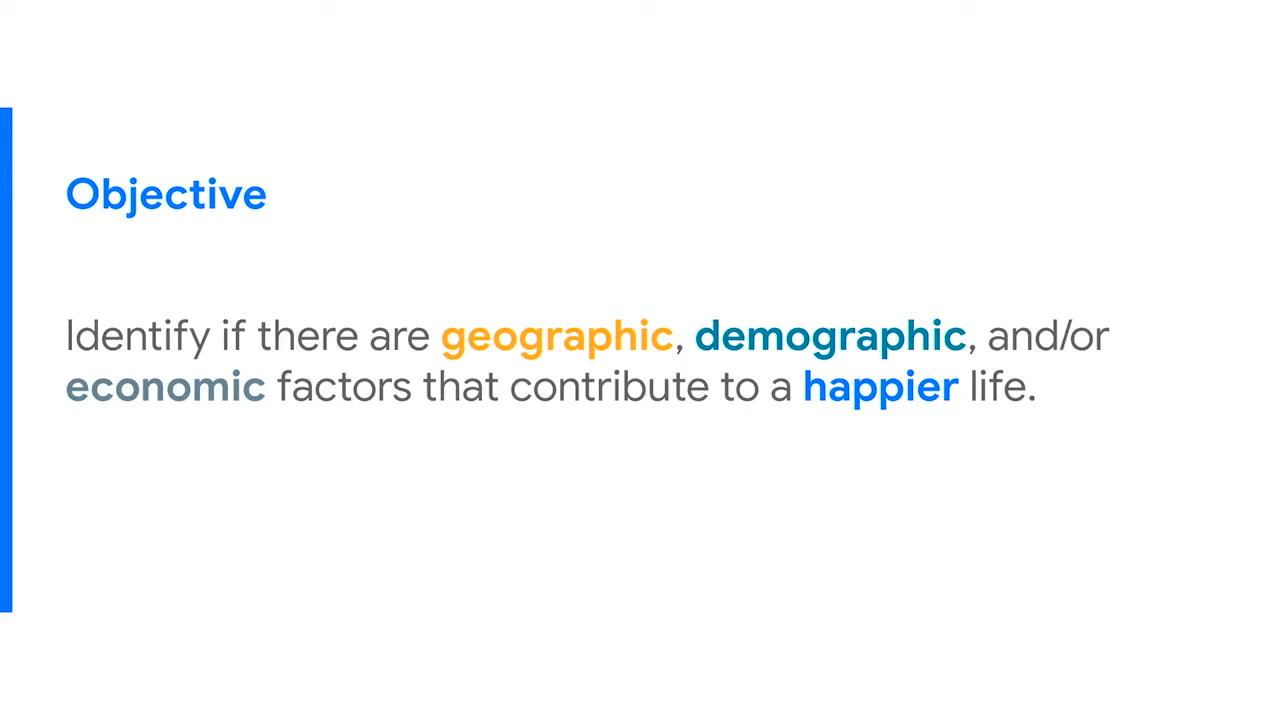 Objective
Identify if there are geographic, demographic, and/or
economic factors that contribute to a happier life.